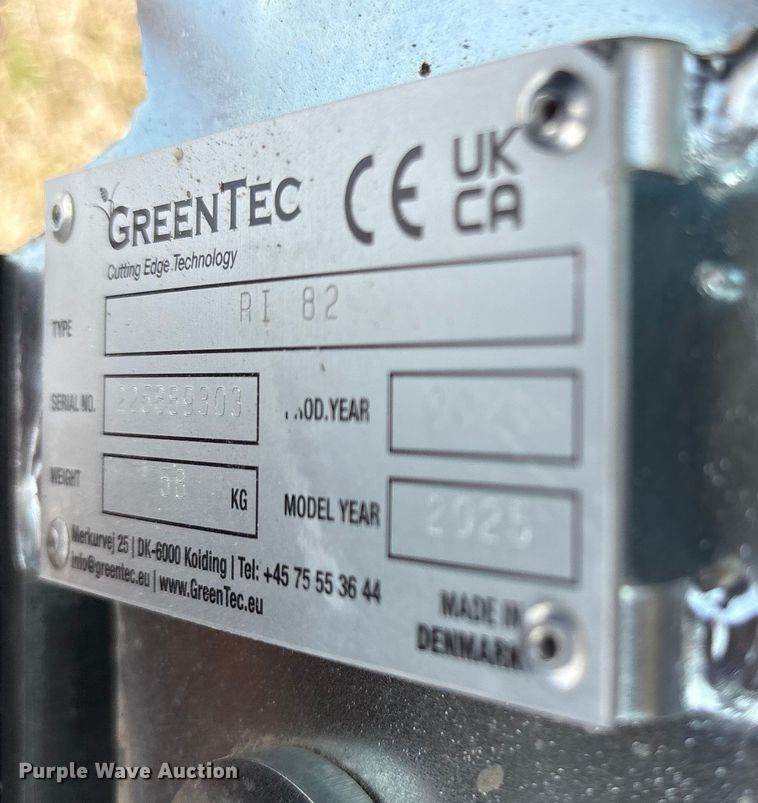 GREENTEC
Cutting Edge Technology
CE
UK
CA
TYPE
RI 82
SERIAL NO.
PROD. YEAR
WEIGHT
KG
MODEL YEAR
Merkurvej 25 | DK-6000 Kolding | Tel: +45 75 55 36 44
info@greentec.eu | www.GreenTec.eu
MADE IN
DENMARK
Purple Wave Auction